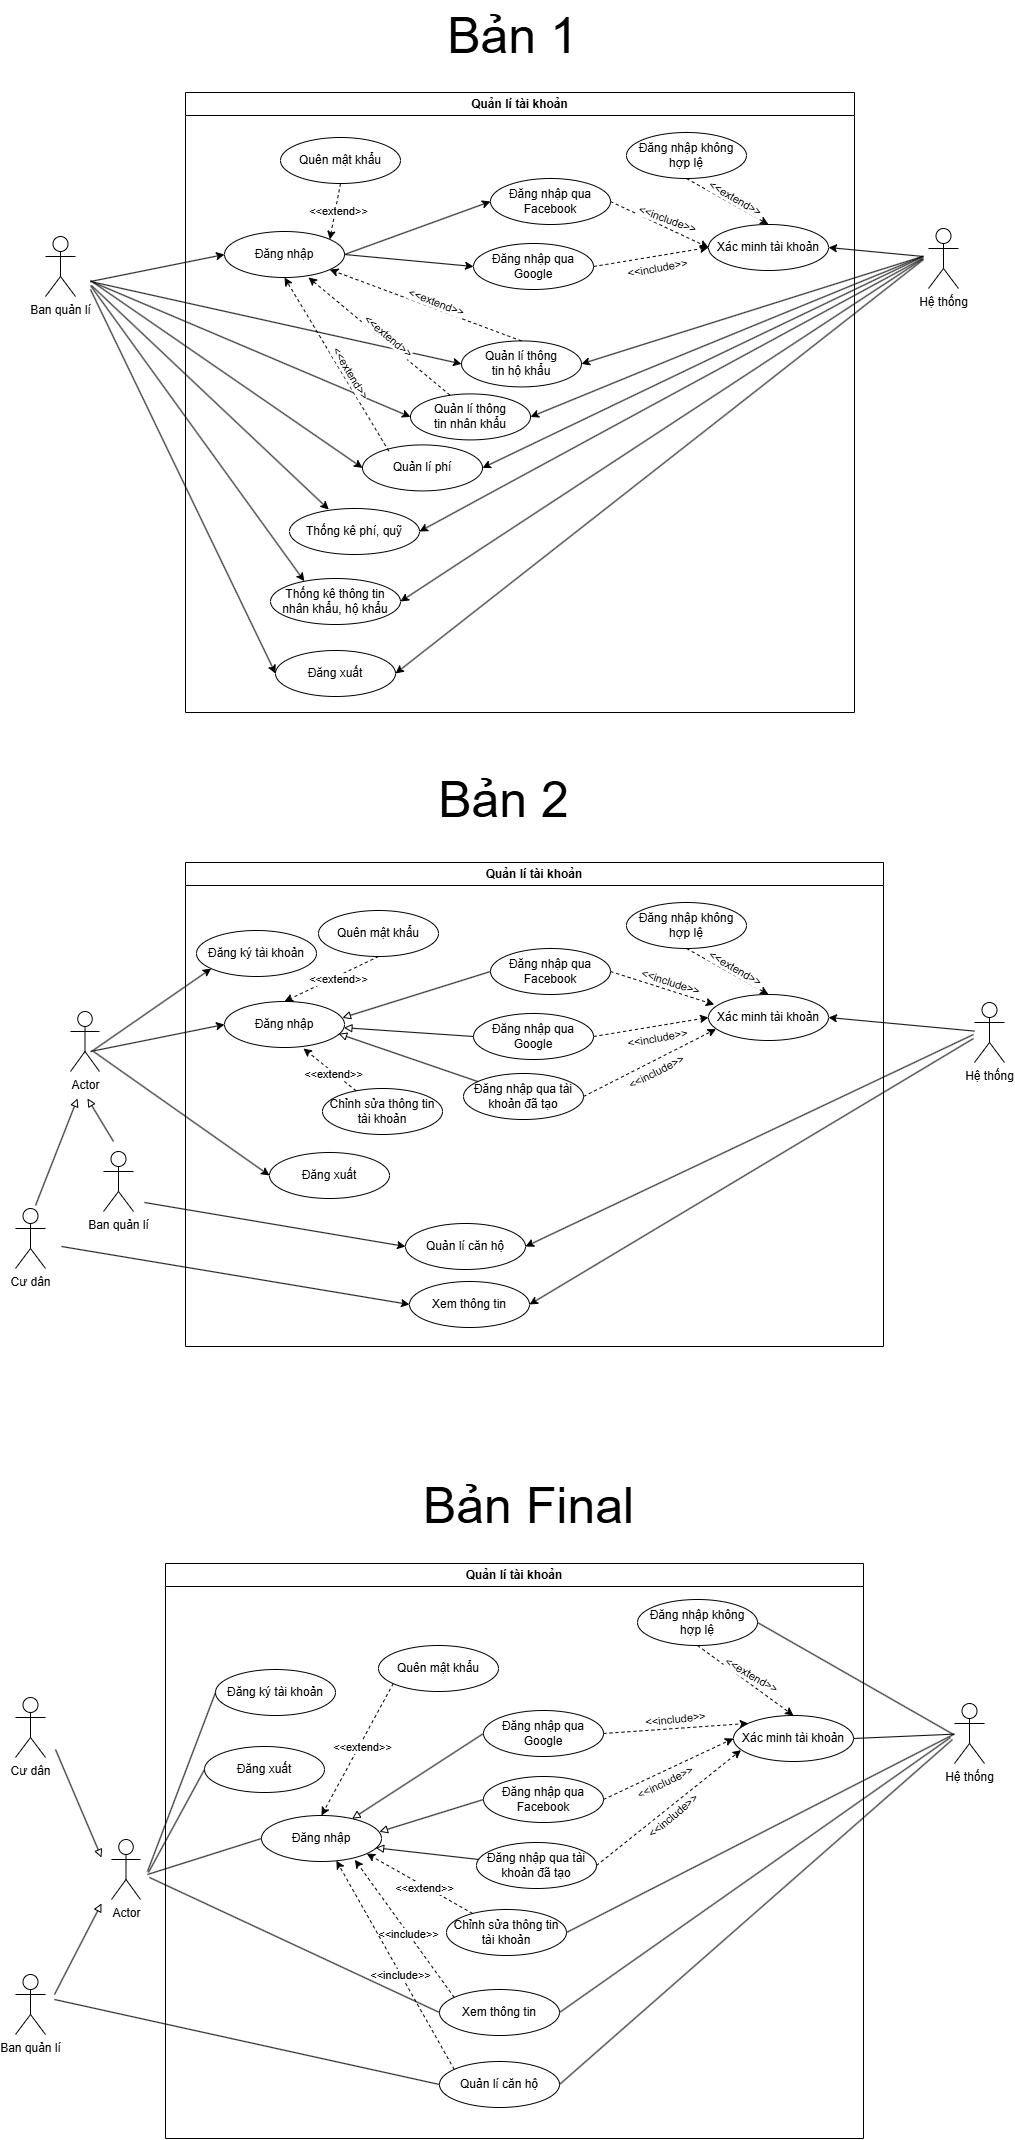 Bản 1
Quản lí tài khoản
Quên mật khẩu
Đăng nhập không
hợp lệ
Đăng nhập qua
Facebook
<<extend>>
<<extend>>
<<include>>
Đăng nhập
Xác minh tài khoản
Đăng nhập qua
Google
<<include>>
Ban quản lí
Hệ thống
<<extend>>
<<extend>>
<<extend>>
Quản lí thông
tin hộ khẩu
Quản lí thông
tin nhân khẩu
Quản lí phí
Thống kê phí, quỹ
Thống kê thông tin
nhân khẩu, hộ khẩu
Đăng xuất
Bản 2
Quản lí tài khoản
Đăng nhập không
hợp lệ
Quên mật khẩu
Đăng ký tài khoản
Đăng nhập qua
Facebook
<<extend>>
<<extend>>
<<include>>
Đăng nhập
Xác minh tài khoản
Đăng nhập qua
Google
<<include>>
<<extend>>
<<include>>
Actor
Hệ thống
Đăng nhập qua tài
khoản đã tạo
Chỉnh sửa thông tin
tài khoản
Đăng xuất
Ban quản lí
Quản lí căn hộ
Cư dân
Xem thông tin
Bản Final
Quản lí tài khoản
Đăng nhập không
hợp lệ
Quên mật khẩu
<<extend>>
Đăng ký tài khoản
Đăng nhập qua
Google
<<include>>
Xác minh tài khoản
<<extend>>
Cư dân
Đăng xuất
Hệ thống
<<include>>
Đăng nhập qua
Facebook
<<include>>
Đăng nhập
Đăng nhập qua tài
khoản đã tạo
<<extend>>
Actor
Chỉnh sửa thông tin
tài khoản
<<include>>
<<include>>
Xem thông tin
Ban quản lí
Quản lí căn hộ